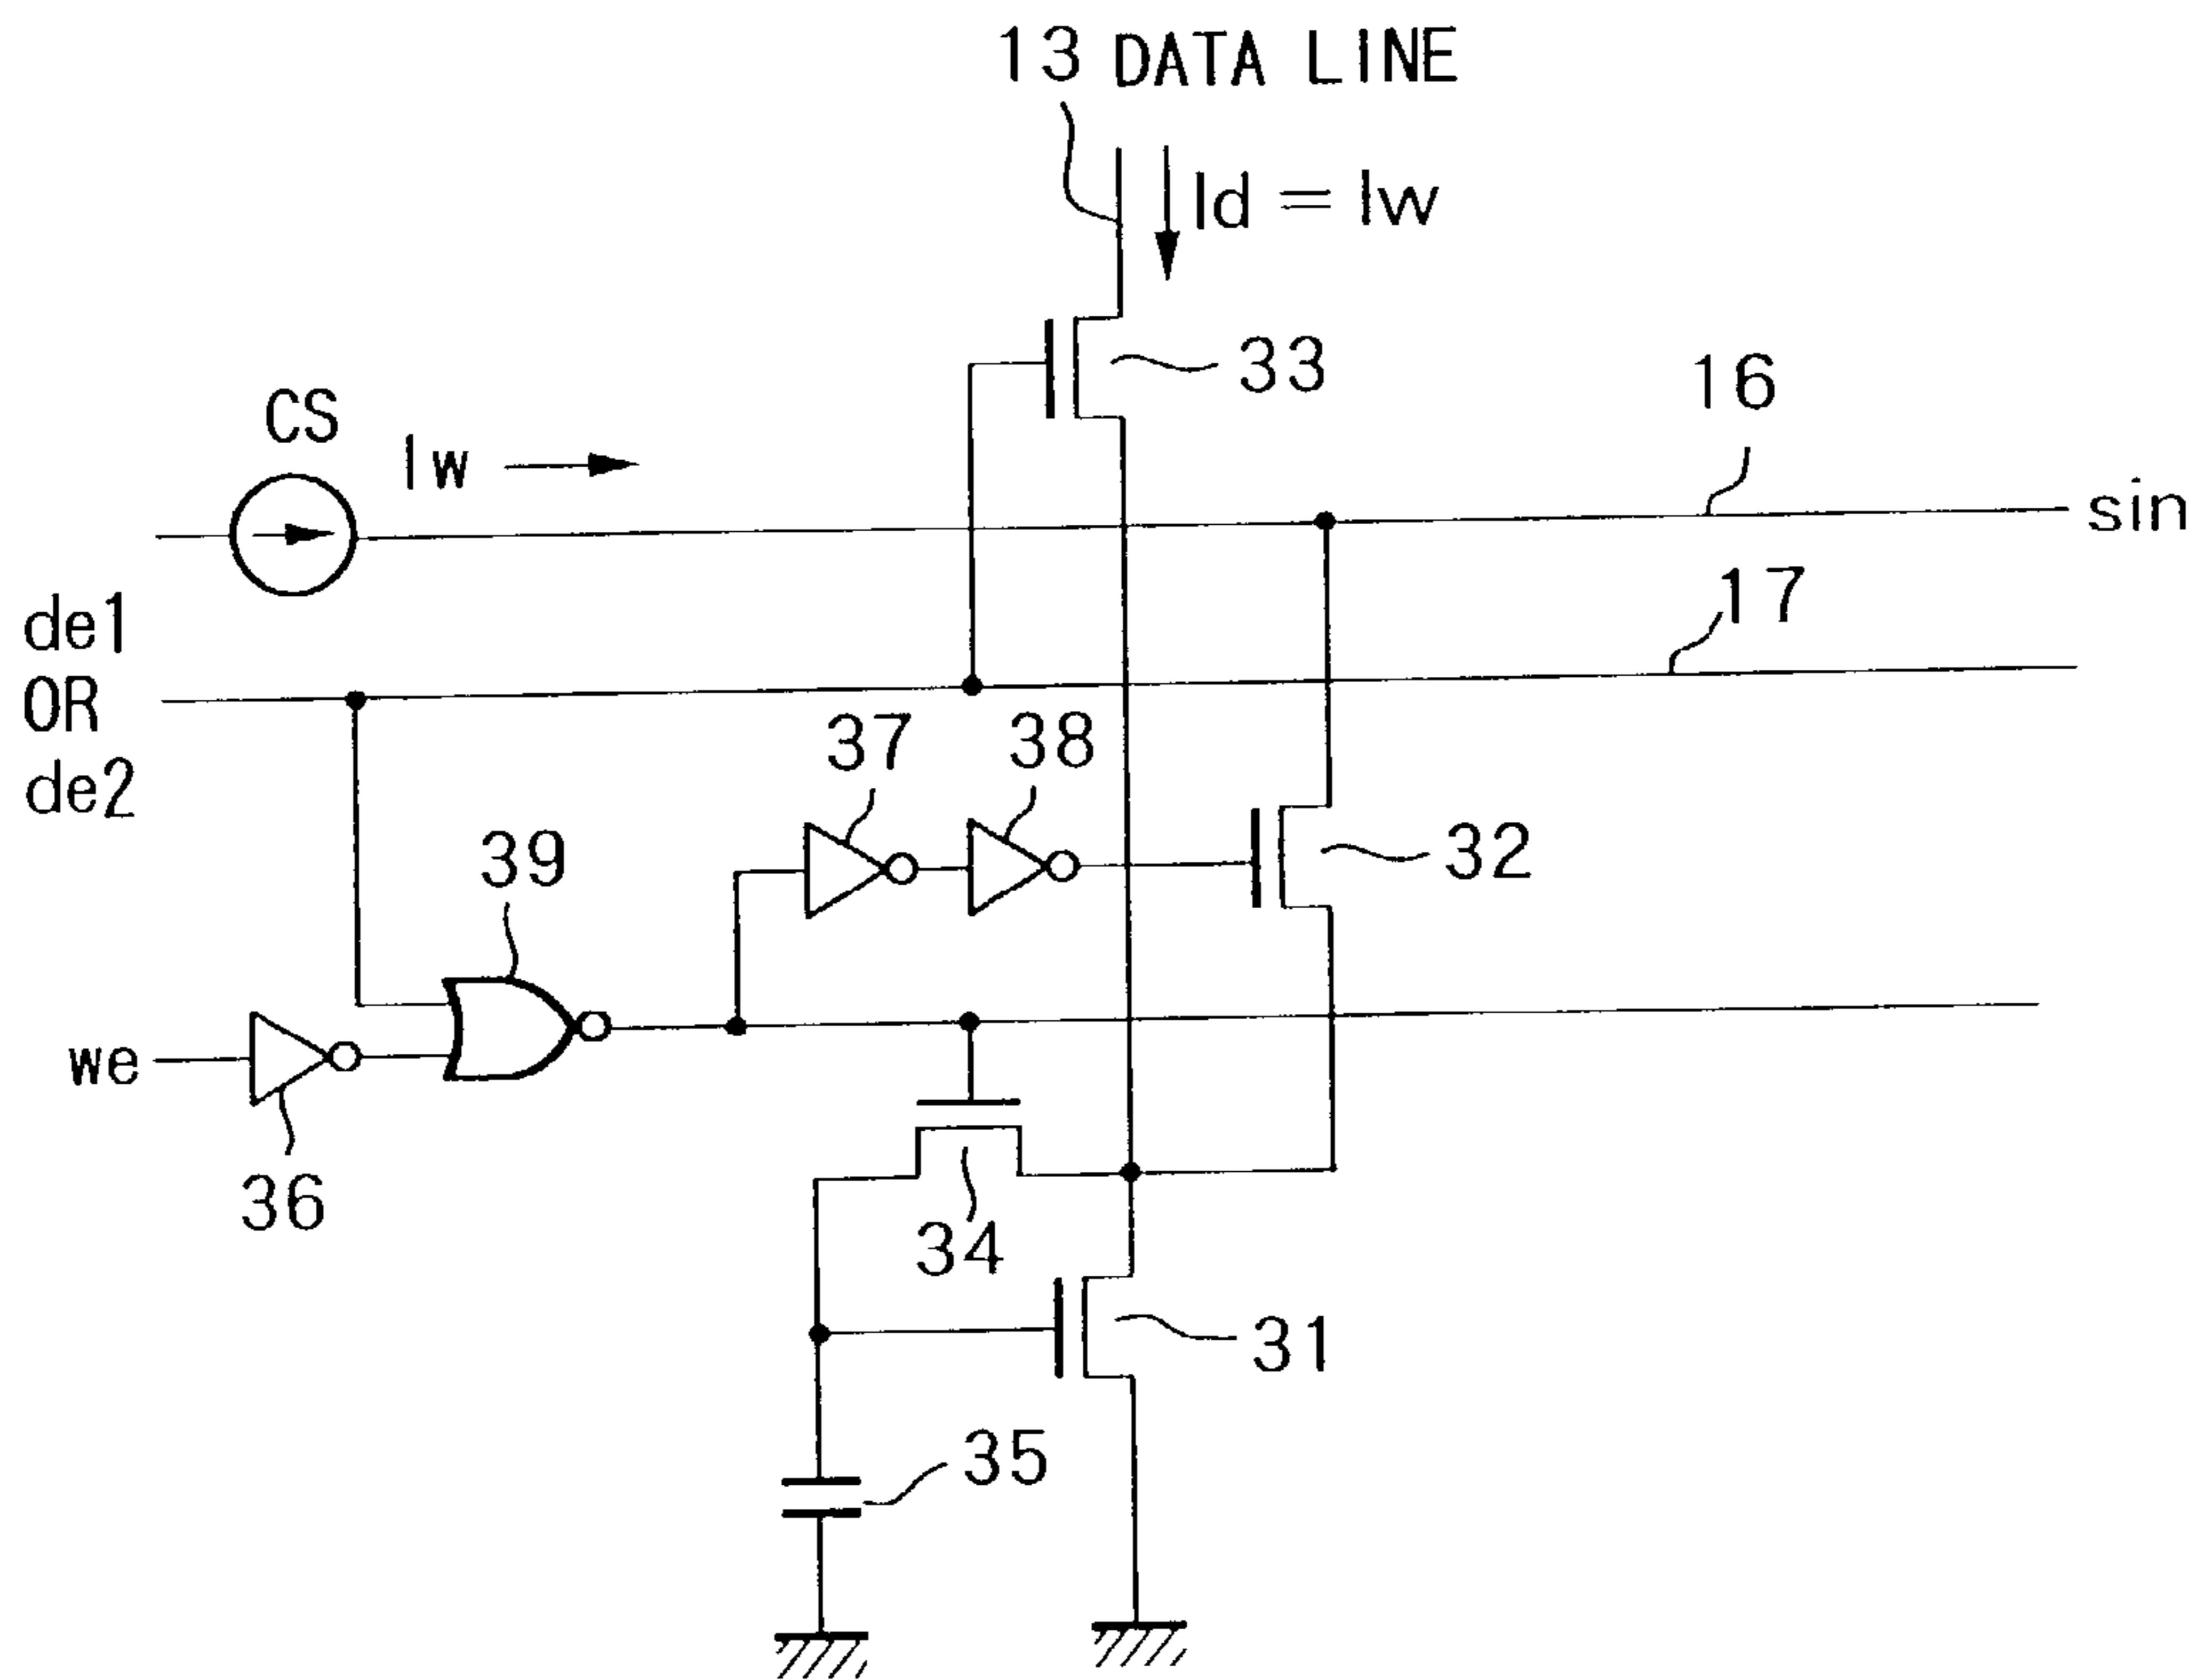 13 DATA LINE
Id = Iw
33
16
CS
Iw
sin
de1
OR
de2
17
37
38
39
32
we
36
34
31
35